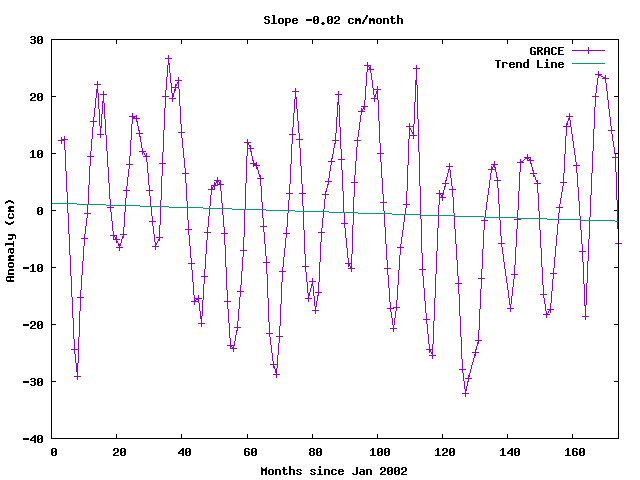 Slope -0.02 cm/month
GRACE
Trend Line
30
20
10
0
-10
-20
-30
-40
Anomaly (cm)
0 20 40 60 80 100 120 140 160
Months since Jan 2002